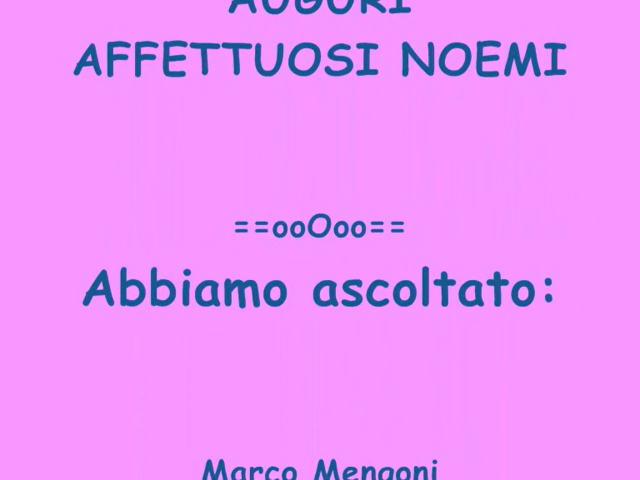 AUGURI
AFFETTUOSI NOEMI
==ooOoo==
Abbiamo ascoltato:
Marco Mengoni